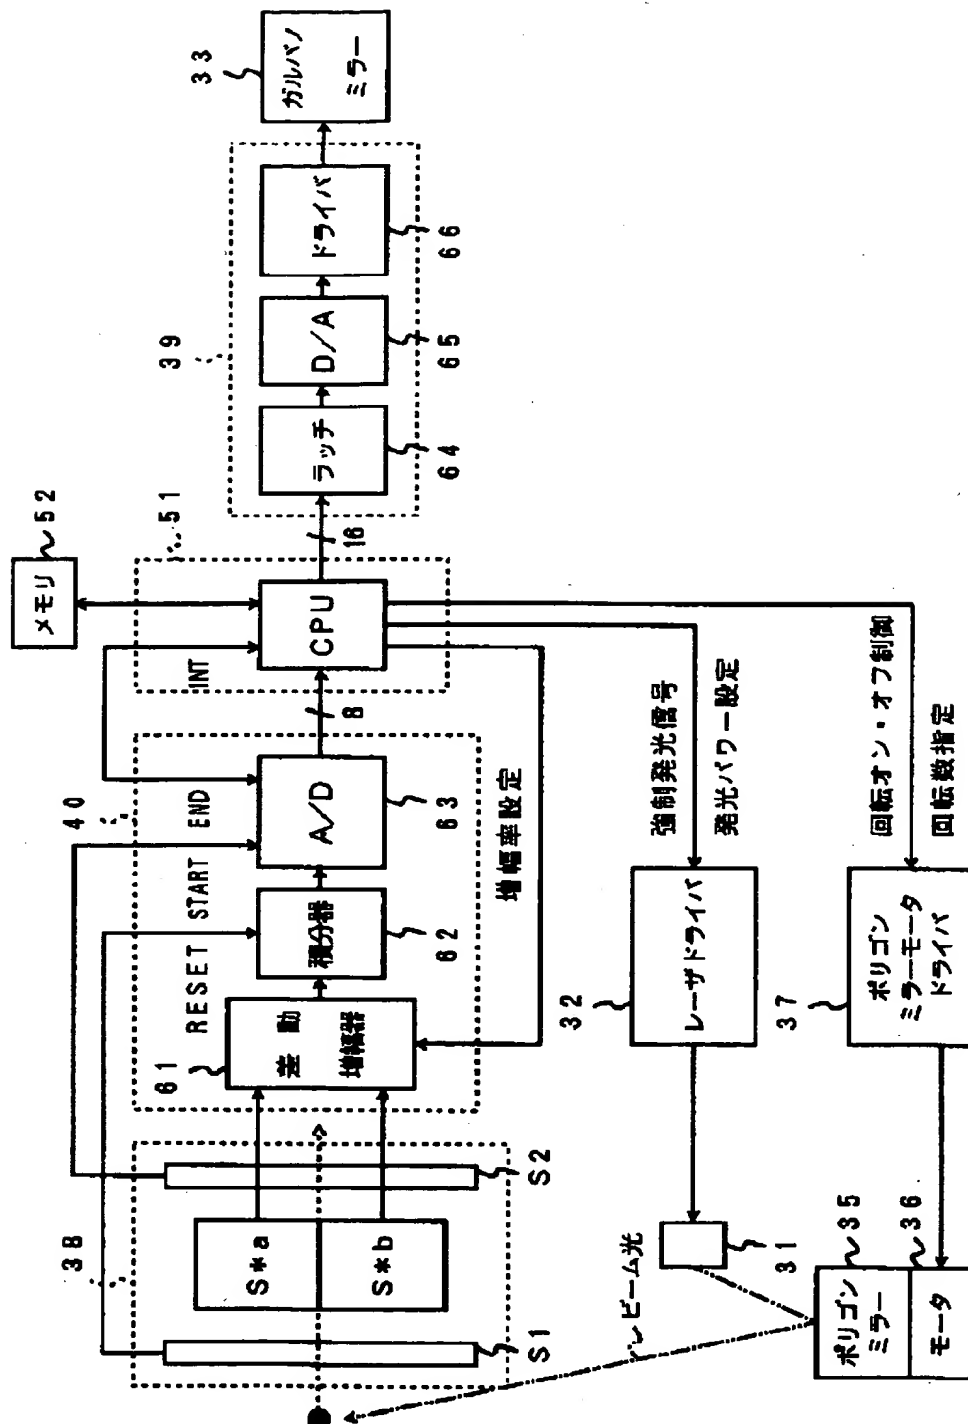 メモリ
52
33
ガルバノ
ミラー
40
51
39
RESET
START
END
INT
38
61
差動
増幅器
積分器
62
A/D
63
8
CPU
16
ラッチ
64
D/A
65
ドライバ
66
S*a
S*b
S1
S2
増幅率設定
ビーム光
31
32
レーザドライバ
強制発光信号
発光パワー設定
ポリゴン
ミラー
35
モータ
36
37
ポリゴン
ミラーモータ
ドライバ
回転オン・オフ制御
回転数指定